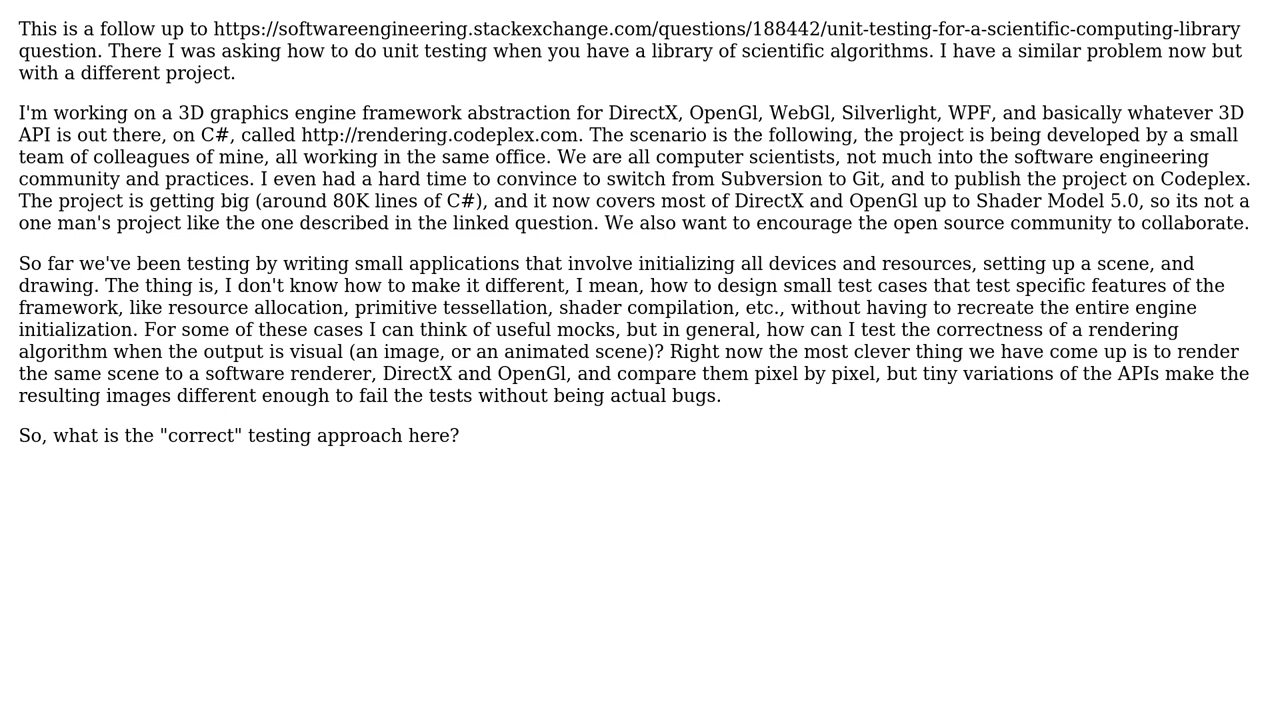 This is a follow up to https://softwareengineering.stackexchange.com/questions/188442/unit-testing-for-a-scientific-computing-library
question. There I was asking how to do unit testing when you have a library of scientific algorithms. I have a similar problem now but
with a different project.
I'm working on a 3D graphics engine framework abstraction for DirectX, OpenGl, WebGl, Silverlight, WPF, and basically whatever 3D
API is out there, on C#, called http://rendering.codeplex.com. The scenario is the following, the project is being developed by a small
team of colleagues of mine, all working in the same office. We are all computer scientists, not much into the software engineering
community and practices. I even had a hard time to convince to switch from Subversion to Git, and to publish the project on Codeplex.
The project is getting big (around 80K lines of C#), and it now covers most of DirectX and OpenGl up to Shader Model 5.0, so its not a
one man's project like the one described in the linked question. We also want to encourage the open source community to collaborate.
So far we've been testing by writing small applications that involve initializing all devices and resources, setting up a scene, and
drawing. The thing is, I don't know how to make it different, I mean, how to design small test cases that test specific features of the
framework, like resource allocation, primitive tessellation, shader compilation, etc., without having to recreate the entire engine
initialization. For some of these cases I can think of useful mocks, but in general, how can I test the correctness of a rendering
algorithm when the output is visual (an image, or an animated scene)? Right now the most clever thing we have come up is to render
the same scene to a software renderer, DirectX and OpenGl, and compare them pixel by pixel, but tiny variations of the APIs make the
resulting images different enough to fail the tests without being actual bugs.
So, what is the "correct" testing approach here?